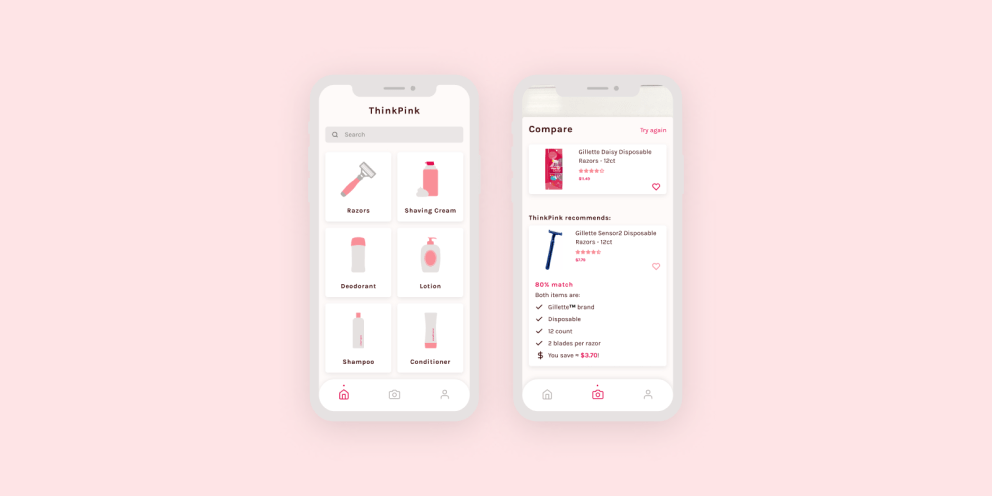 ThinkPink
Search
Razors
Shaving Cream
Deodorant
Lotion
Shampoo
Conditioner
Compare
Try again
Gillette Daisy Disposable
Razors - 12ct
ThinkPink recommends:
Gillette Sensor2 Disposable
Razors - 12ct
80% match
Both items are:
Gillette™ brand
Disposable
12 count
2 blades per razor
$ You save = $3.70!